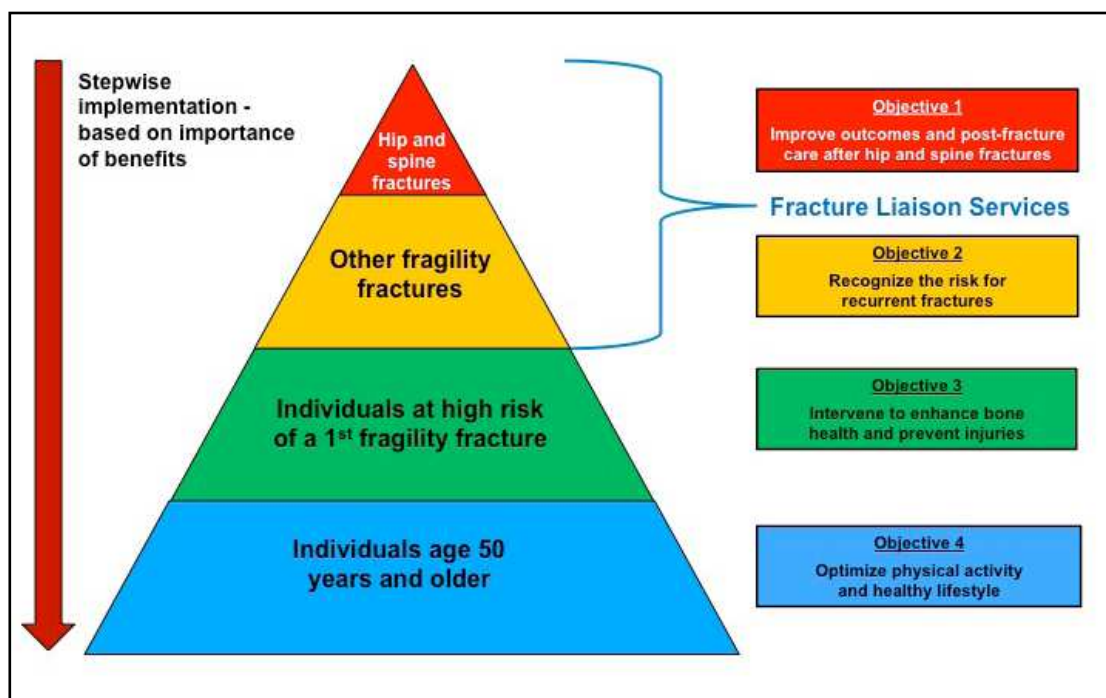 Stepwise
implementation -
based on importance
of benefits
Hip and
spine
fractures
Other fragility
fractures
Individuals at high risk
of a 1st fragility fracture
Individuals age 50
years and older
Objective 1
Improve outcomes and post-fracture
care after hip and spine fractures
Fracture Liaison Services
Objective 2
Recognize the risk for
recurrent fractures
Objective 3
Intervene to enhance bone
health and prevent injuries
Objective 4
Optimize physical activity
and healthy lifestyle